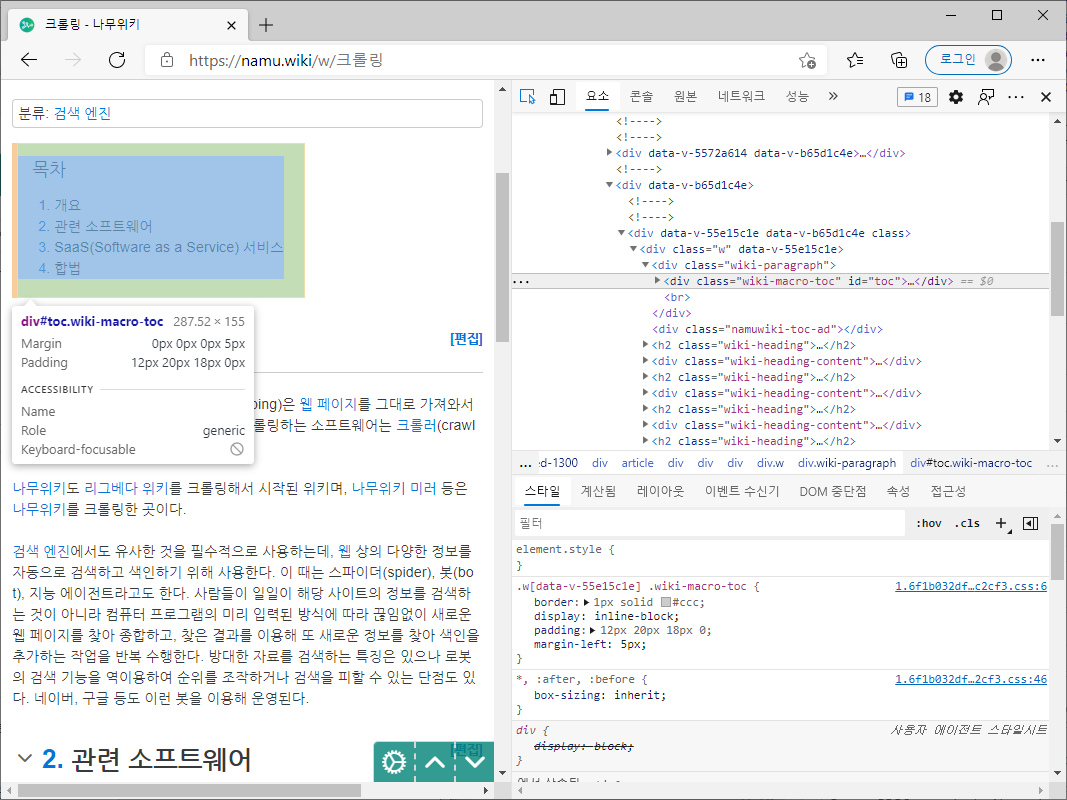 크롤링 - 나무위키
https://namu.wiki/w/크롤링
로그인
분류: 검색 엔진
목차
1. 개요
2. 관련 소프트웨어
3. SaaS(Software as a Service) 서비스
4. 합범
div#toc.wiki-macro-toc 287.52 × 155
Margin 0px 0px 0px 5px
Padding 12px 20px 18px 0px
ACCESSIBILITY
Name
Role generic
Keyboard-focusable
[편집]
ping)은 웹 페이지를 그대로 가져와서
롤링하는 소프트웨어는 크롤러(crawl
나무위키도 리그베다 위키를 크롤링해서 시작된 위키며, 나무위키 미러 등은
나무위키를 크롤링한 곳이다.
검색 엔진에서도 유사한 것을 필수적으로 사용하는데, 웹 상의 다양한 정보를
자동으로 검색하고 색인하기 위해 사용한다. 이 때는 스파이더(spider), 봇(bo
t), 지능 에이전트라고도 한다. 사람들이 일일이 해당 사이트의 정보를 검색하
는 것이 아니라 컴퓨터 프로그램의 미리 입력된 방식에 따라 끊임없이 새로운
웹 페이지를 찾아 종합하고, 찾은 결과를 이용해 또 새로운 정보를 찾아 색인을
추가하는 작업을 반복 수행한다. 방대한 자료를 검색하는 특징은 있으나 로봇
의 검색 기능을 역이용하여 순위를 조작하거나 검색을 피할 수 있는 단점도 있
다. 네이버, 구글 등도 이런 봇을 이용해 운영된다.
2. 관련 소프트웨어
[편집]
요소 콘솔 원본 네트워크 성능 » 18
<!---->
<!---->
<div data-v-5572a614 data-v-b65d1c4e>…</div>
<!---->
<div data-v-b65d1c4e>
<!---->
<!---->
<div data-v-55e15c1e data-v-b65d1c4e class>
<div class="w" data-v-55e15c1e>
<div class="wiki-paragraph">
<div class="wiki-macro-toc" id="toc">…</div> == $0
<br>
</div>
<div class="namuwiki-toc-ad"></div>
<h2 class="wiki-heading">…</h2>
<div class="wiki-heading-content">…</div>
<h2 class="wiki-heading">…</h2>
<div class="wiki-heading-content">…</div>
<h2 class="wiki-heading">…</h2>
<div class="wiki-heading-content">…</div>
<h2 class="wiki-heading">…</h2>
… ed-1300 div article div div div div.w div.wiki-paragraph div#toc.wiki-macro-toc …
스타일 계산됨 레이아웃 이벤트 수신기 DOM 중단점 속성 접근성
필터 :hov .cls
element.style {
}
.w[data-v-55e15c1e] .wiki-macro-toc { 1.6f1b032df…c2cf3.css:6
border: 1px solid #ccc;
display: inline-block;
padding: 12px 20px 18px 0;
margin-left: 5px;
}
*, :after, :before { 1.6f1b032df…2cf3.css:46
box-sizing: inherit;
}
div { 사용자 에이전트 스타일시트
display: block;
}